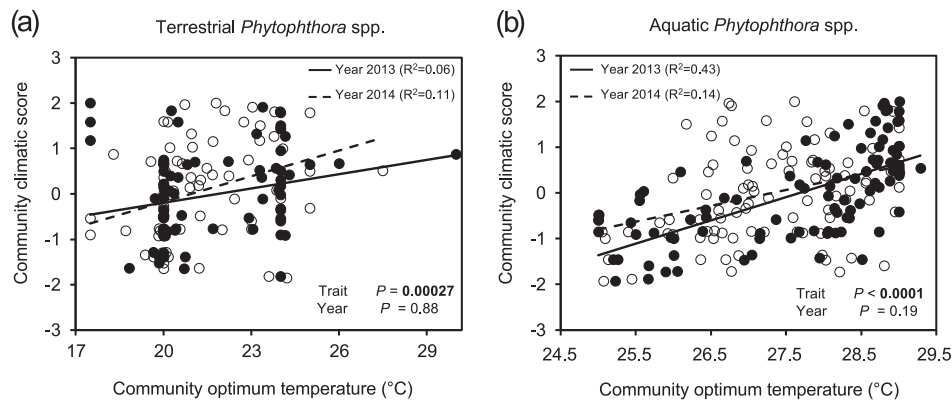 (a)
Terrestrial Phytophthora spp.
Community climatic score
3
2
1
0
-1
-2
-3
Year 2013 (R²=0.06)
Year 2014 (R²=0.11)
Trait P = 0.00027
Year P = 0.88
17 20 23 26 29
Community optimum temperature (°C)
(b)
Aquatic Phytophthora spp.
Community climatic score
3
2
1
0
-1
-2
-3
Year 2013 (R²=0.43)
Year 2014 (R²=0.14)
Trait P < 0.0001
Year P = 0.19
24.5 25.5 26.5 27.5 28.5 29.5
Community optimum temperature (°C)